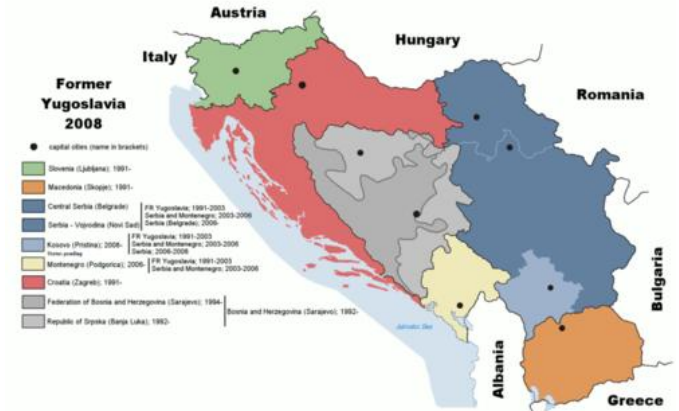 Austria
Hungary
Italy
Romania
Former
Yugoslavia
2008
capital cities (name in brackets)
Slovenia (Ljubljana); 1991-
Macedonia (Skopje); 1991-
Central Serbia (Belgrade)
Serbia - Vojvodina (Novi Sad)
FR Yugoslavia; 1991-2003
Serbia and Montenegro; 2003-2006
Serbia (Belgrade); 2006-
Kosovo (Pristina); 2008-
FR Yugoslavia; 1991-2003
Serbia and Montenegro; 2003-2006
Serbia; 2006-2008
Montenegro (Podgorica); 2006-
FR Yugoslavia; 1991-2003
Serbia and Montenegro; 2003-2006
Croatia (Zagreb); 1991-
Federation of Bosnia and Herzegovina (Sarajevo); 1994-
Republic of Srpska (Banja Luka); 1992-
Bosnia and Herzegovina (Sarajevo); 1992-
Adriatic Sea
Albania
Bulgaria
Greece